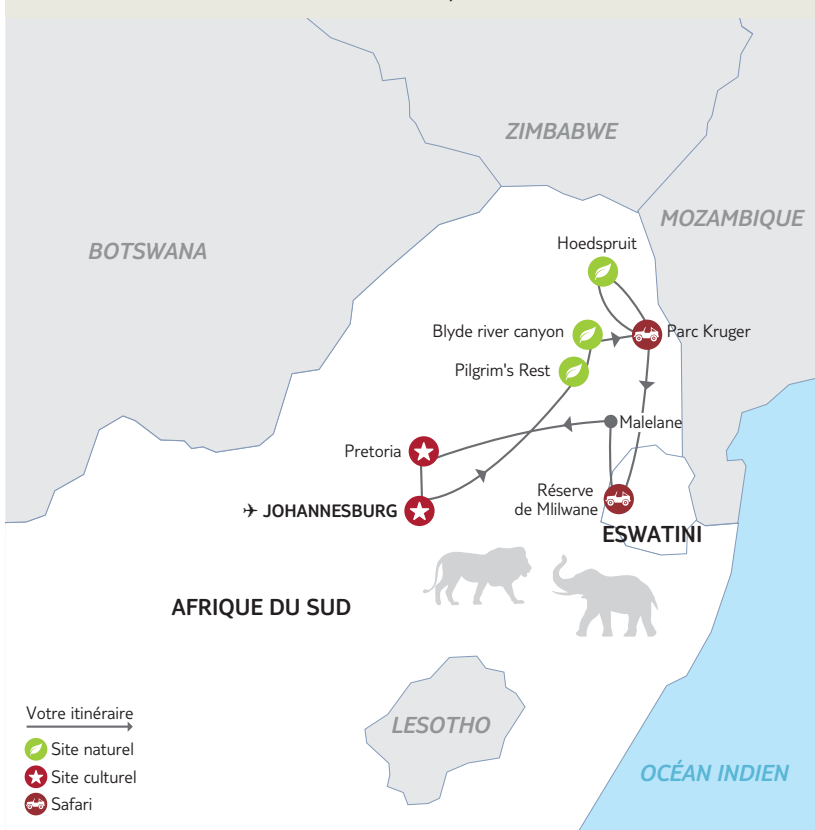 ZIMBABWE
MOZAMBIQUE
BOTSWANA
Hoedspruit
Blyde river canyon
Parc Kruger
Pilgrim's Rest
Malelane
Pretoria
Réserve
de Mlilwane
JOHANNESBURG
ESWATINI
AFRIQUE DU SUD
Votre itinéraire
LESOTHO
Site naturel
Site culturel
Safari
OCÉAN INDIEN